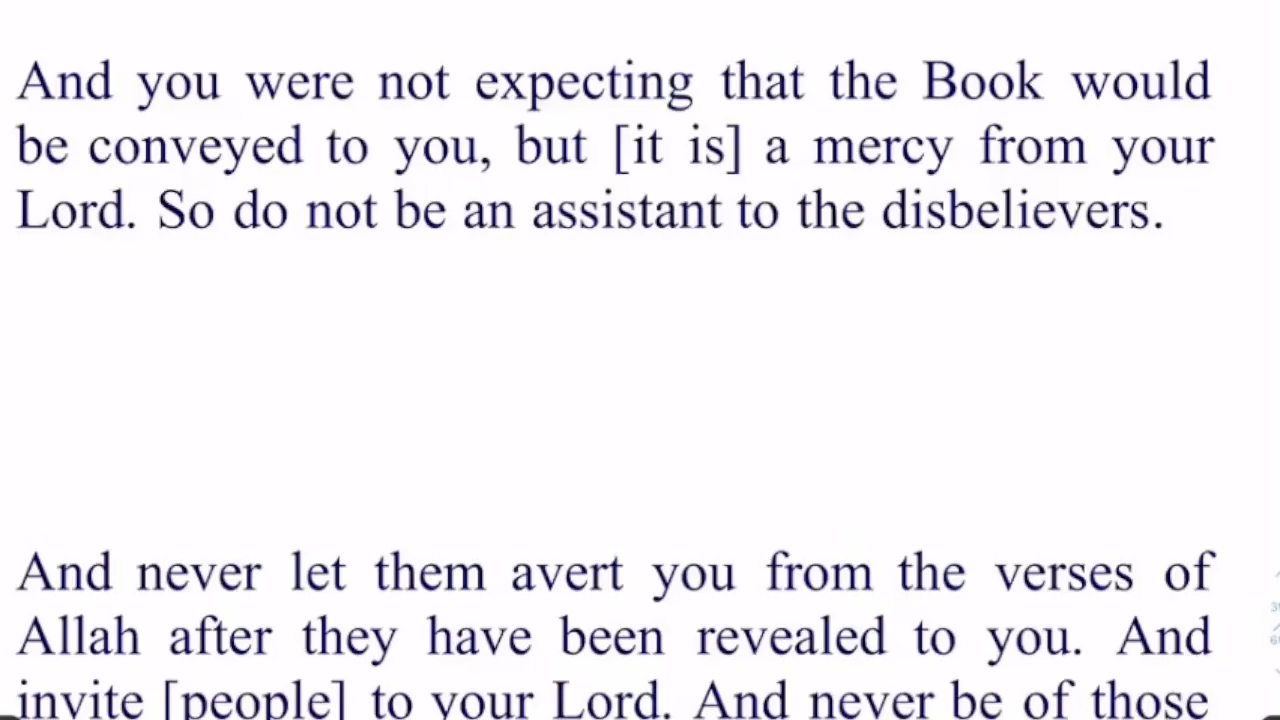 And you were not expecting that the Book would
be conveyed to you, but [it is] a mercy from your
Lord. So do not be an assistant to the disbelievers.
And never let them avert you from the verses of
Allah after they have been revealed to you. And
invite [people] to your Lord. And never be of those